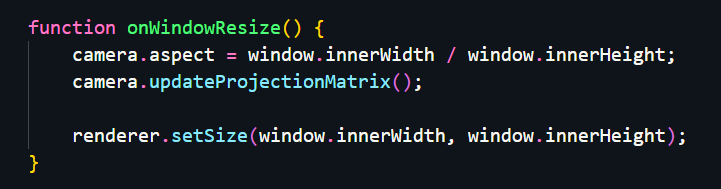 function onWindowResize() {
    camera.aspect = window.innerWidth / window.innerHeight;
    camera.updateProjectionMatrix();

    renderer.setSize(window.innerWidth, window.innerHeight);
}